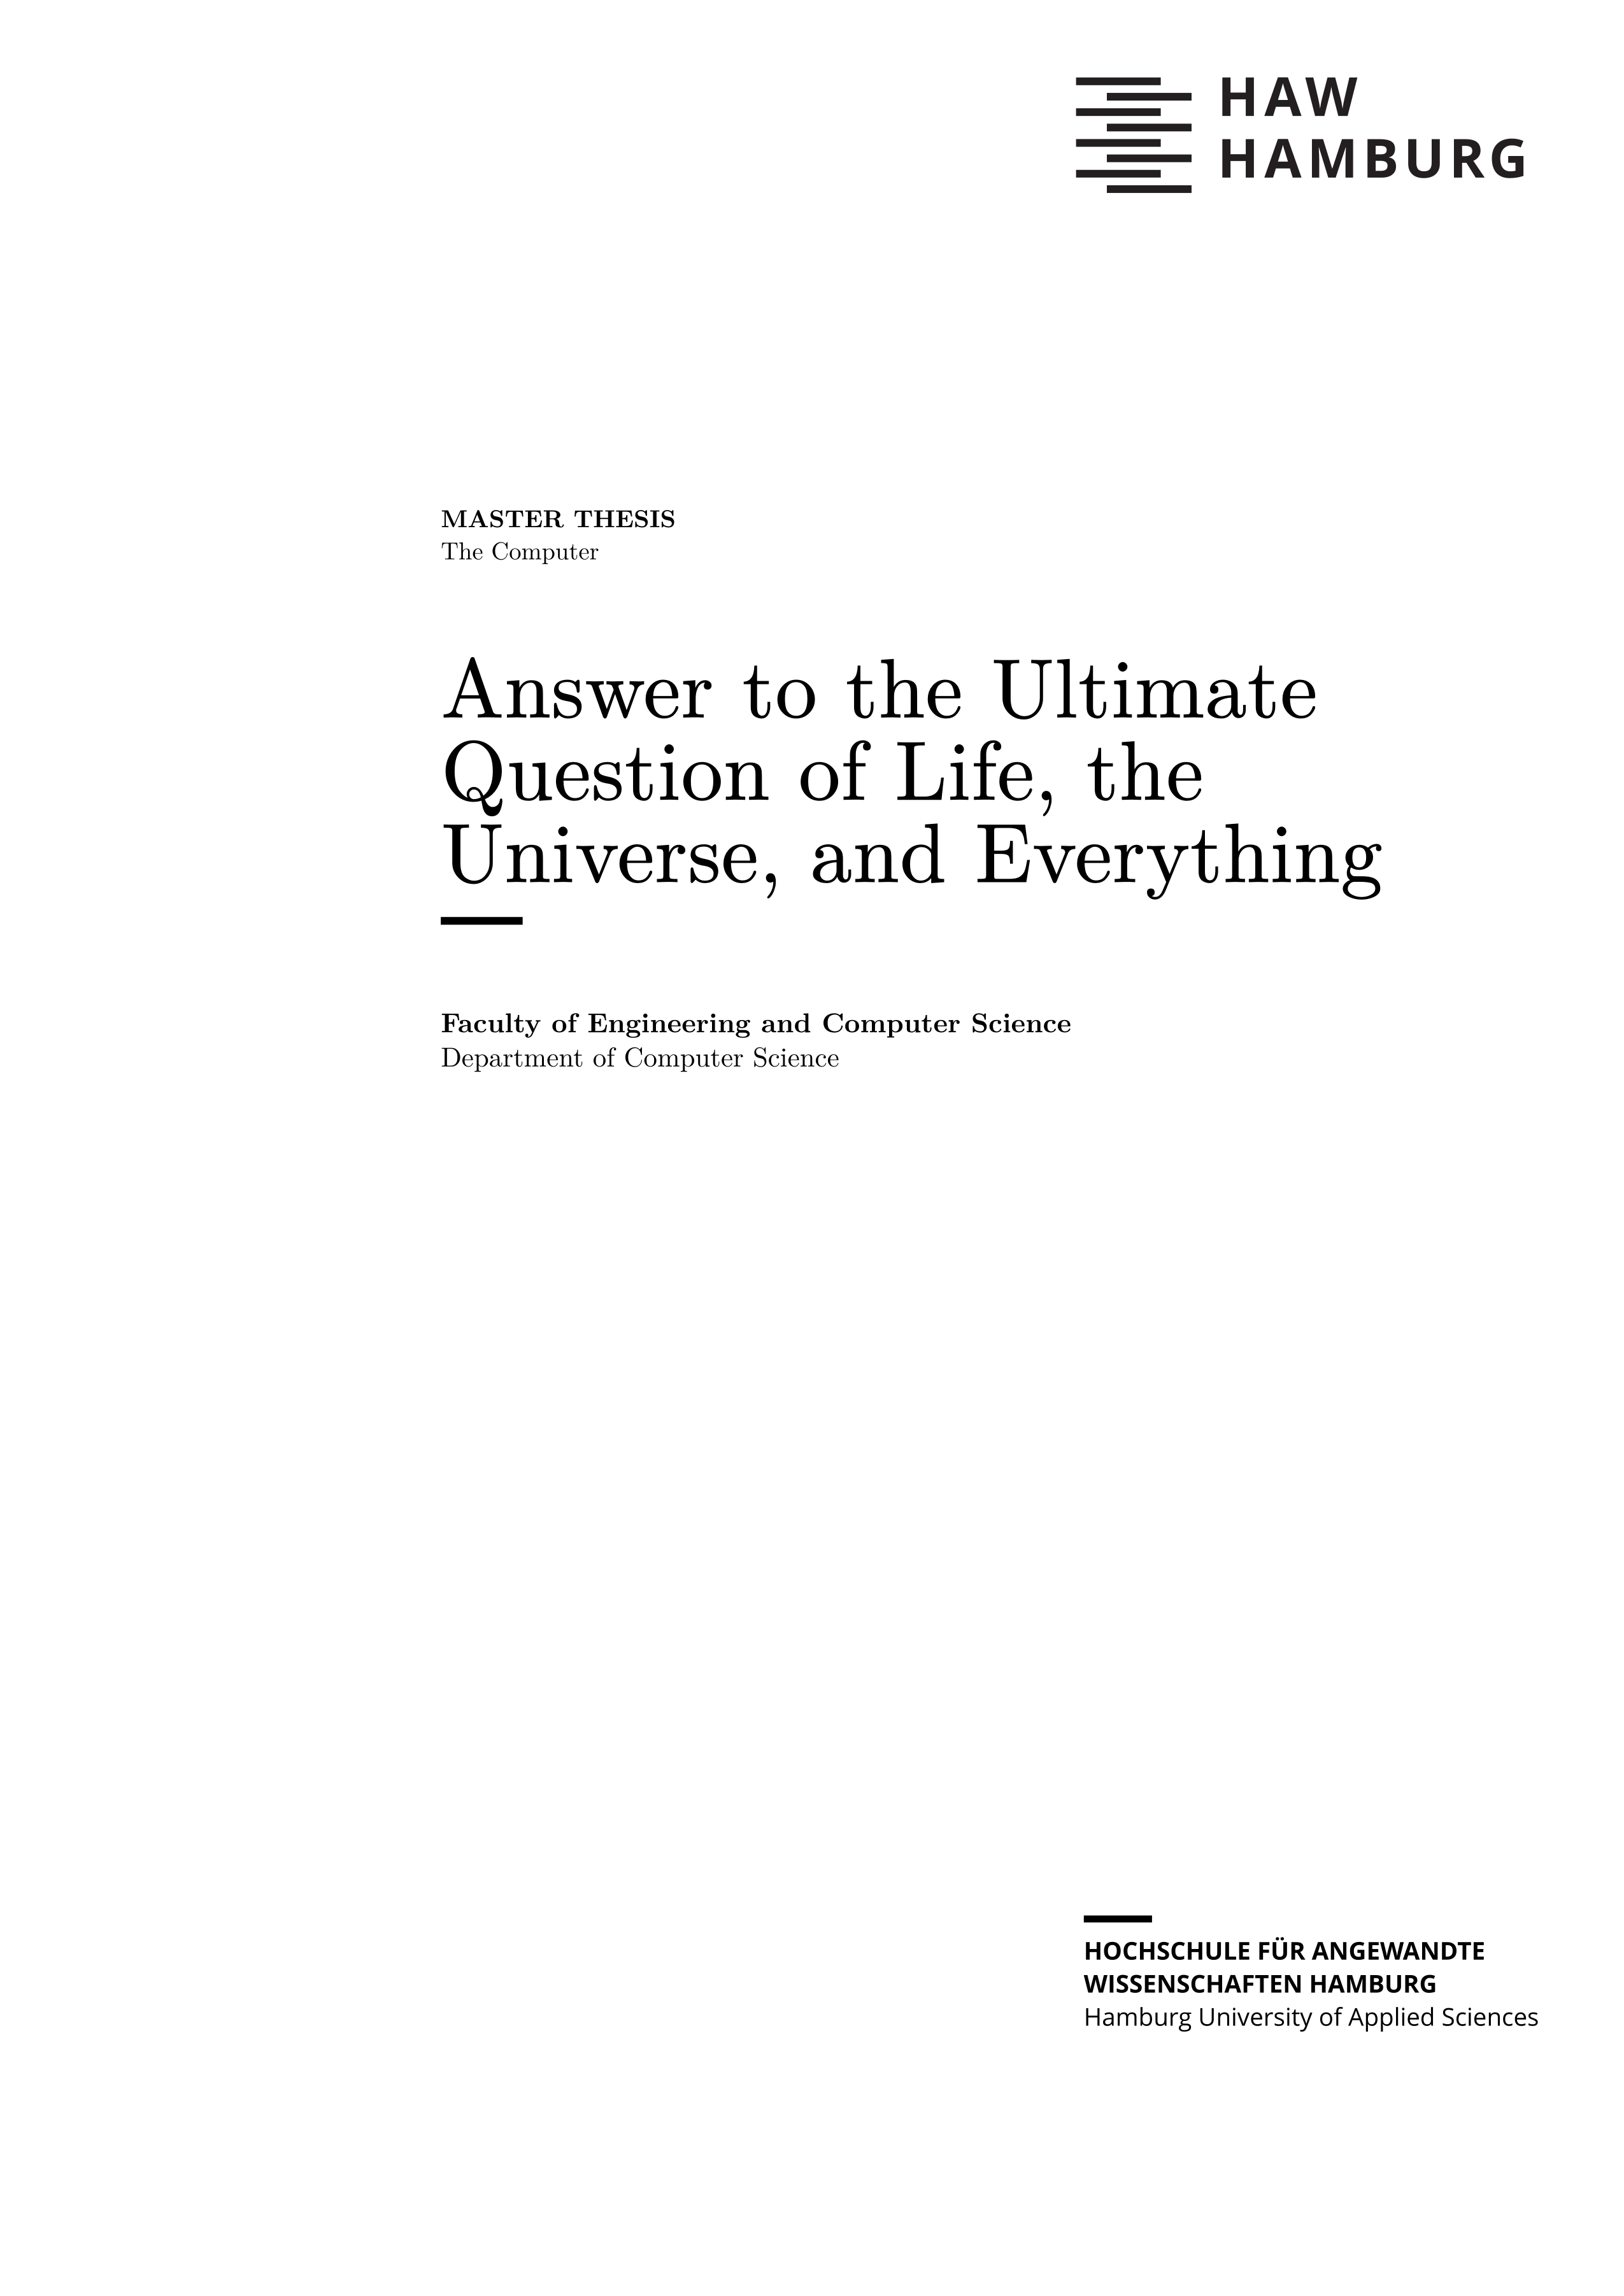 HAW
HAMBURG
MASTER THESIS
The Computer
Answer to the Ultimate
Question of Life, the
Universe, and Everything
Faculty of Engineering and Computer Science
Department of Computer Science
HOCHSCHULE FÜR ANGEWANDTE
WISSENSCHAFTEN HAMBURG
Hamburg University of Applied Sciences